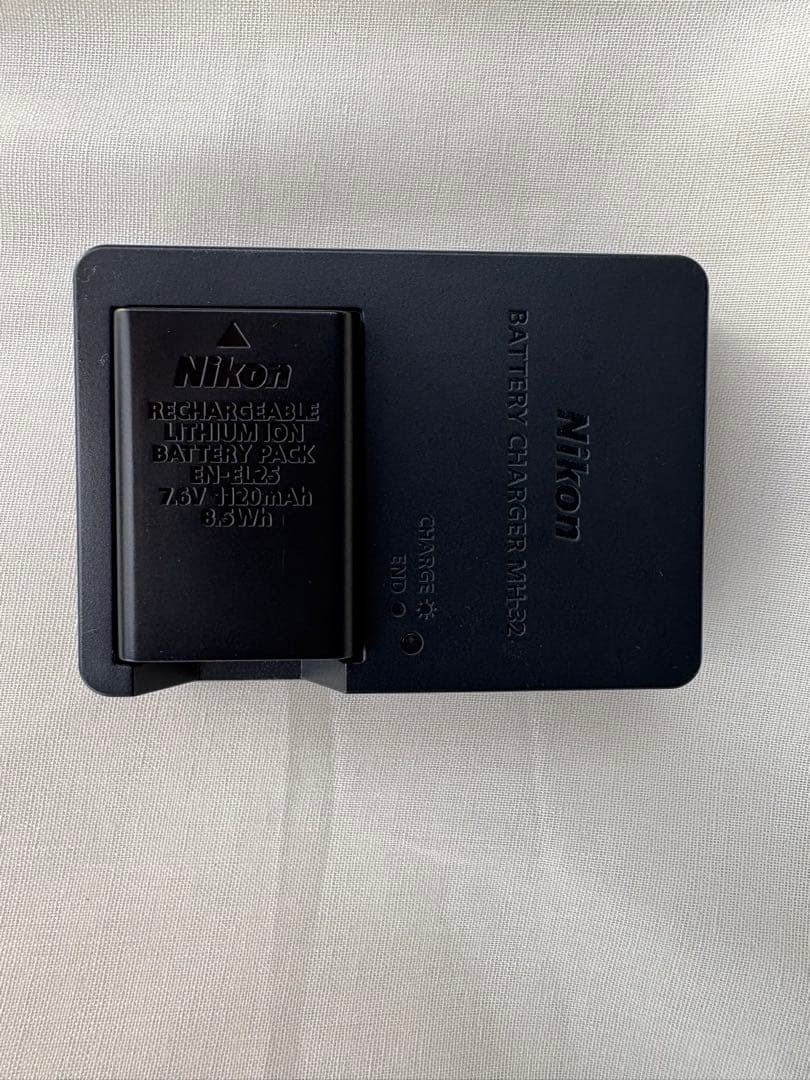 Nikon
RECHARGEABLE
LITHIUM ION
BATTERY PACK
EN-EL25
7.6V 1120mAh
8.5Wh
Nikon
BATTERY CHARGER MH-32
CHARGE
END